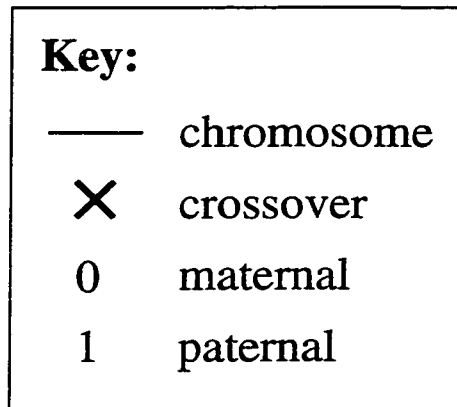 Key:
chromosome
crossover
0 maternal
1 paternal